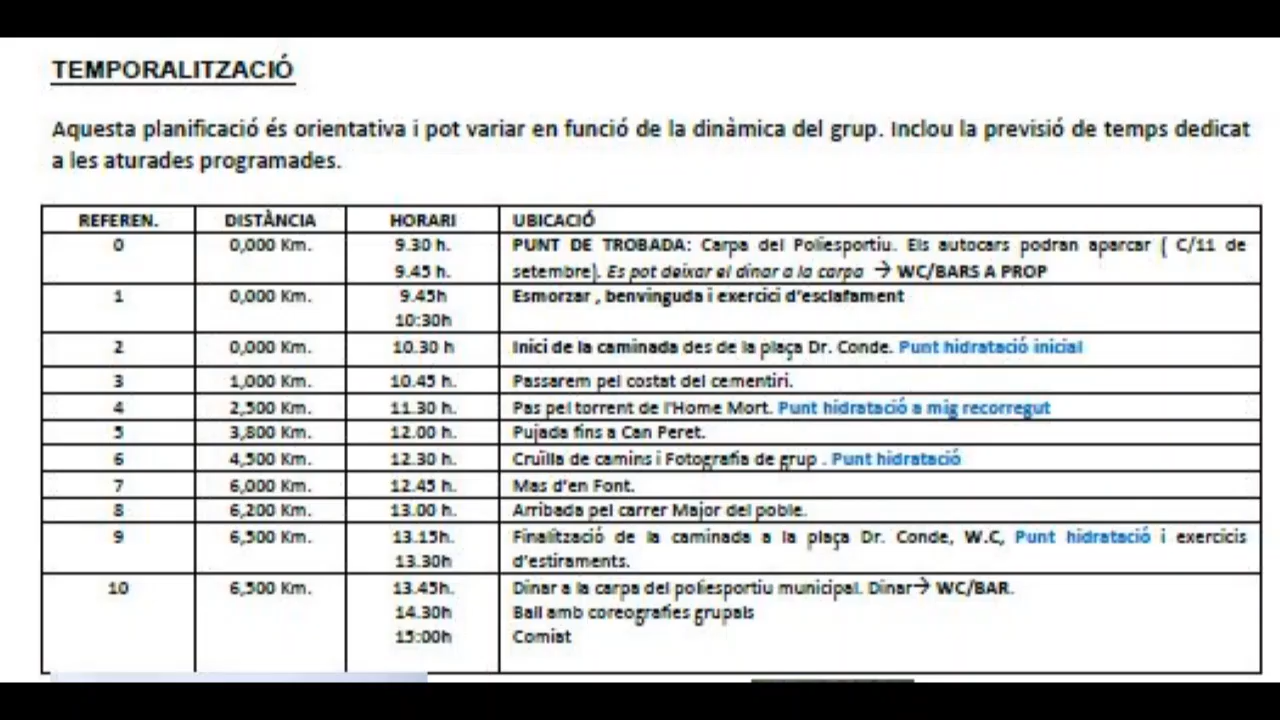 TEMPORALITZACIÓ
Aquesta planificació és orientativa i pot variar en funció de la dinàmica del grup. Inclou la previsió de temps dedicat
a les aturades programades.
REFEREN. DISTÀNCIA HORARI UBICACIÓ
0 0,000 Km. 9.30 h. PUNT DE TROBADA: Carpa del Poliesportiu. Els autocars podran aparcar ( C/11 de
9.45 h. setembre). Es pot deixar el dinar a la carpa → WC/BARS A PROP
1 0,000 Km. 9.45h Esmorzar , benvinguda i exercici d'esclafament
10:30h
2 0,000 Km. 10.30 h Inici de la caminada des de la plaça Dr. Conde. Punt hidratació inicial
3 1,000 Km. 10.45 h. Passarem pel costat del cementiri.
4 2,500 Km. 11.30 h. Pas pel torrent de l'Home Mort. Punt hidratació a mig recorregut
5 3,800 Km. 12.00 h. Pujada fins a Can Peret.
6 4,500 Km. 12.30 h. Cruïlla de camins i Fotografia de grup . Punt hidratació
7 6,000 Km. 12.45 h. Mas d'en Font.
8 6,200 Km. 13.00 h. Arribada pel carrer Major del poble.
9 6,500 Km. 13.15h. Finalització de la caminada a la plaça Dr. Conde, W.C, Punt hidratació i exercicis
13.30h d'estiraments.
10 6,500 Km. 13.45h. Dinar a la carpa del poliesportiu municipal. Dinar→ WC/BAR.
14.30h Ball amb coreografies grupals
15:00h Comiat